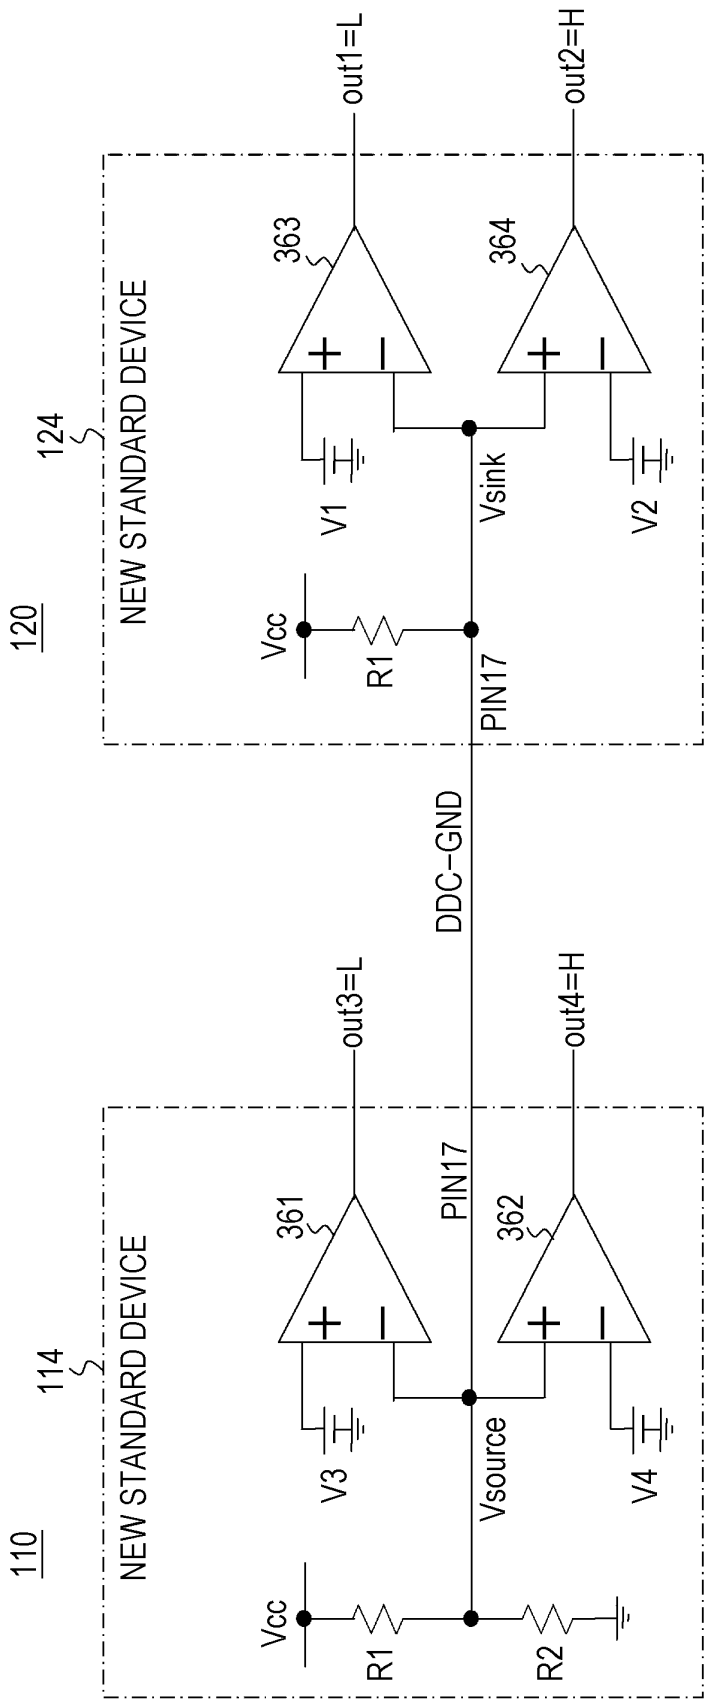 110
114
NEW STANDARD DEVICE
Vcc
R1
R2
Vsource
V3
V4
361
362
+
−
+
−
PIN17
out3=L
out4=H
DDC−GND
120
124
NEW STANDARD DEVICE
Vcc
R1
PIN17
Vsink
V1
V2
363
364
+
−
+
−
out1=L
out2=H